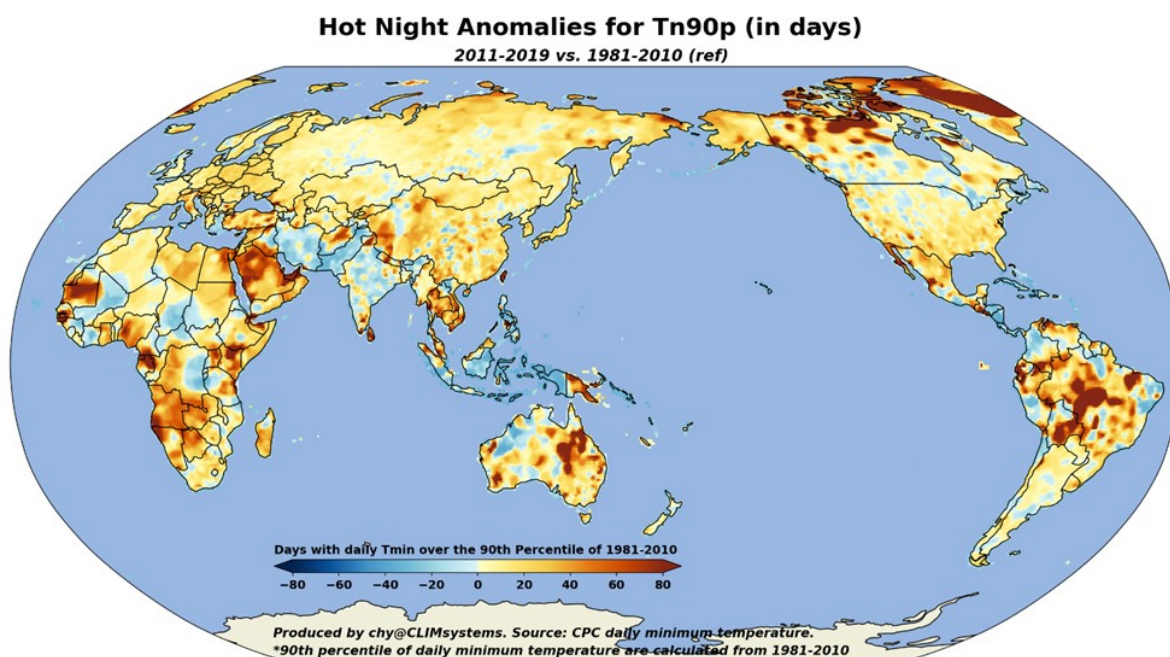 Hot Night Anomalies for Tn90p (in days)
2011-2019 vs. 1981-2010 (ref)
Days with daily Tmin over the 90th Percentile of 1981-2010
−80 −60 −40 −20 0 20 40 60 80
Produced by chy@CLIMsystems. Source: CPC daily minimum temperature.
*90th percentile of daily minimum temperature are calculated from 1981-2010